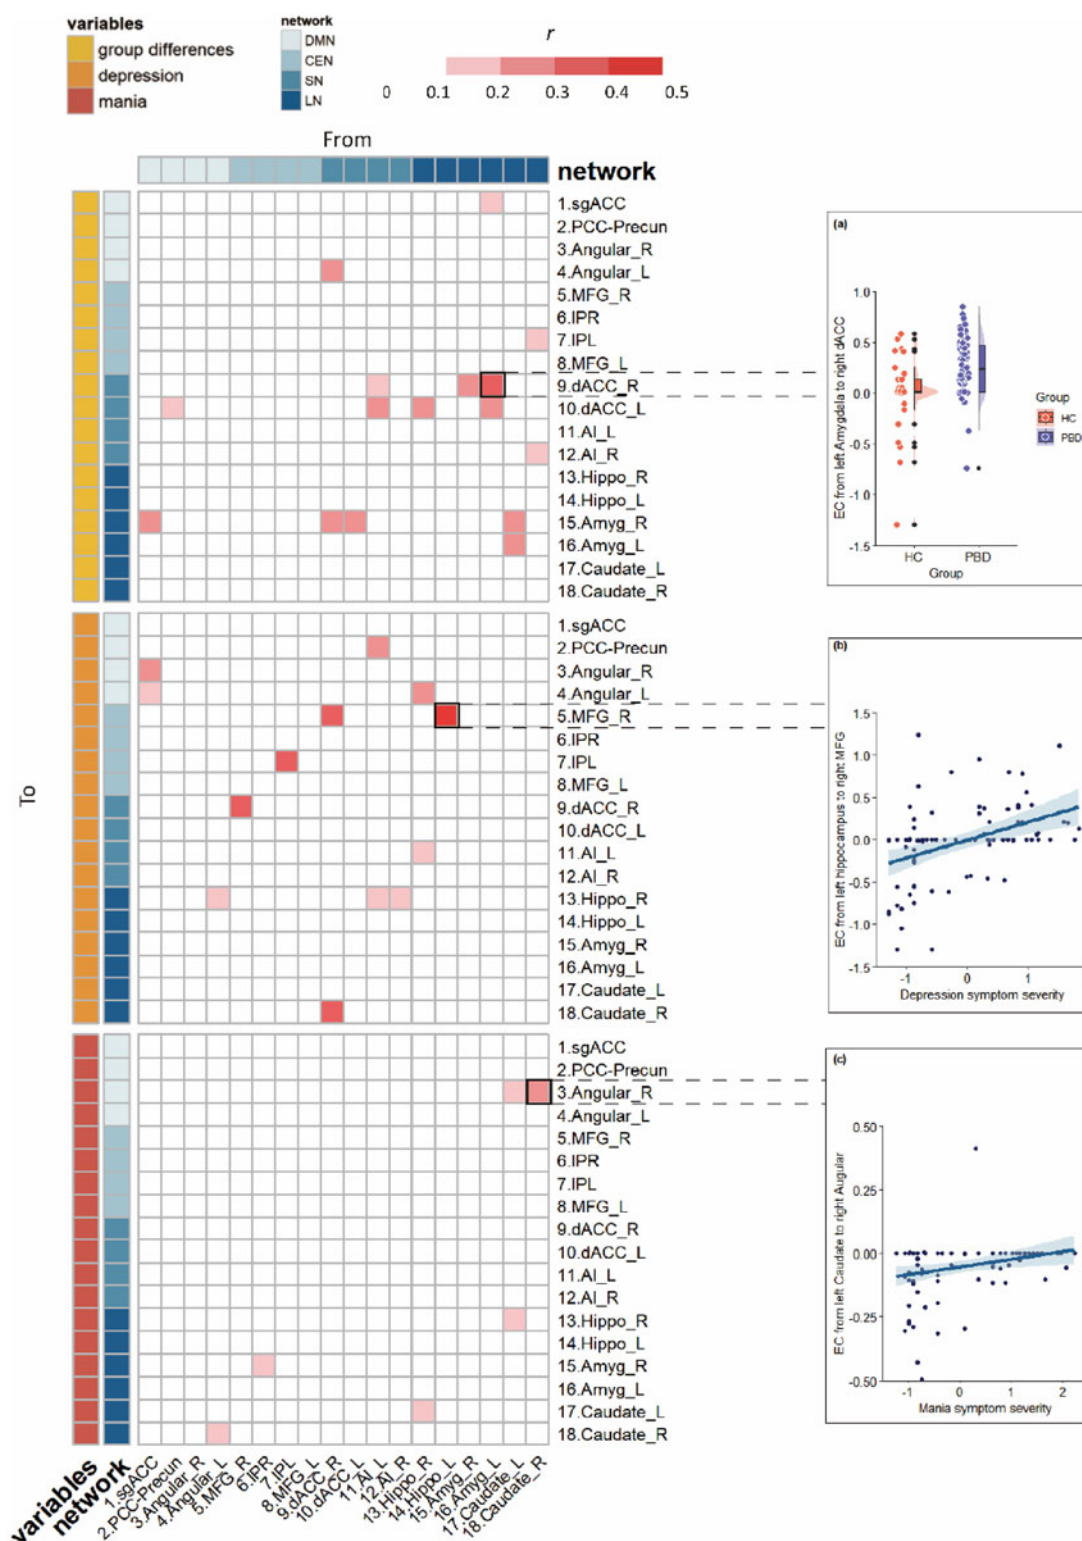 variables
group differences
depression
mania
network
DMN
CEN
SN
LN
r
0 0.1 0.2 0.3 0.4 0.5
From
network
To
1.sgACC
2.PCC-Precun
3.Angular_R
4.Angular_L
5.MFG_R
6.IPR
7.IPL
8.MFG_L
9.dACC_R
10.dACC_L
11.AI_L
12.AI_R
13.Hippo_R
14.Hippo_L
15.Amyg_R
16.Amyg_L
17.Caudate_L
18.Caudate_R
1.sgACC
2.PCC-Precun
3.Angular_R
4.Angular_L
5.MFG_R
6.IPR
7.IPL
8.MFG_L
9.dACC_R
10.dACC_L
11.AI_L
12.AI_R
13.Hippo_R
14.Hippo_L
15.Amyg_R
16.Amyg_L
17.Caudate_L
18.Caudate_R
1.sgACC
2.PCC-Precun
3.Angular_R
4.Angular_L
5.MFG_R
6.IPR
7.IPL
8.MFG_L
9.dACC_R
10.dACC_L
11.AI_L
12.AI_R
13.Hippo_R
14.Hippo_L
15.Amyg_R
16.Amyg_L
17.Caudate_L
18.Caudate_R
variables
network
1.sgACC
2.PCC-Precun
3.Angular_R
4.Angular_L
5.MFG_R
6.IPR
7.IPL
8.MFG_L
9.dACC_R
10.dACC_L
11.AI_L
12.AI_R
13.Hippo_R
14.Hippo_L
15.Amyg_R
16.Amyg_L
17.Caudate_L
18.Caudate_R
(a)
EC from left Amygdala to right dACC
1.0
0.5
0.0
-0.5
-1.0
-1.5
HC PBD
Group
Group
HC
PBD
(b)
EC from left hippocampus to right MFG
1.5
1.0
0.5
0.0
-0.5
-1.0
-1.5
-1 0 1
Depression symptom severity
(c)
EC from left Caudate to right Augular
0.50
0.25
0.00
-0.25
-0.50
-1 0 1 2
Mania symptom severity